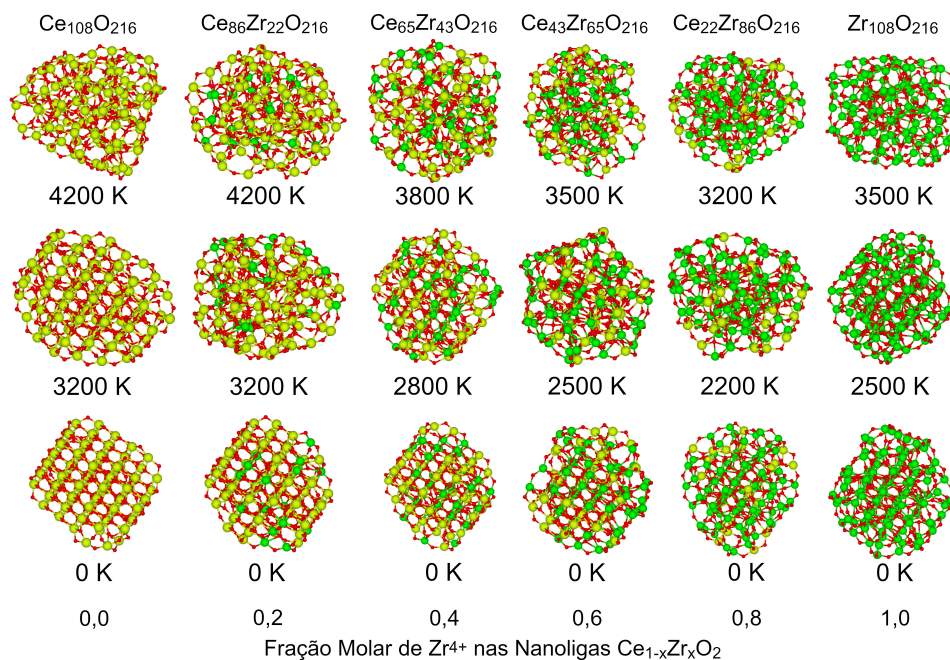 Ce₁₀₈O₂₁₆ Ce₈₆Zr₂₂O₂₁₆ Ce₆₅Zr₄₃O₂₁₆ Ce₄₃Zr₆₅O₂₁₆ Ce₂₂Zr₈₆O₂₁₆ Zr₁₀₈O₂₁₆
4200 K 4200 K 3800 K 3500 K 3200 K 3500 K
3200 K 3200 K 2800 K 2500 K 2200 K 2500 K
0 K 0 K 0 K 0 K 0 K 0 K
0,0 0,2 0,4 0,6 0,8 1,0
Fração Molar de Zr⁴⁺ nas Nanoligas Ce₁₋ₓZrₓO₂